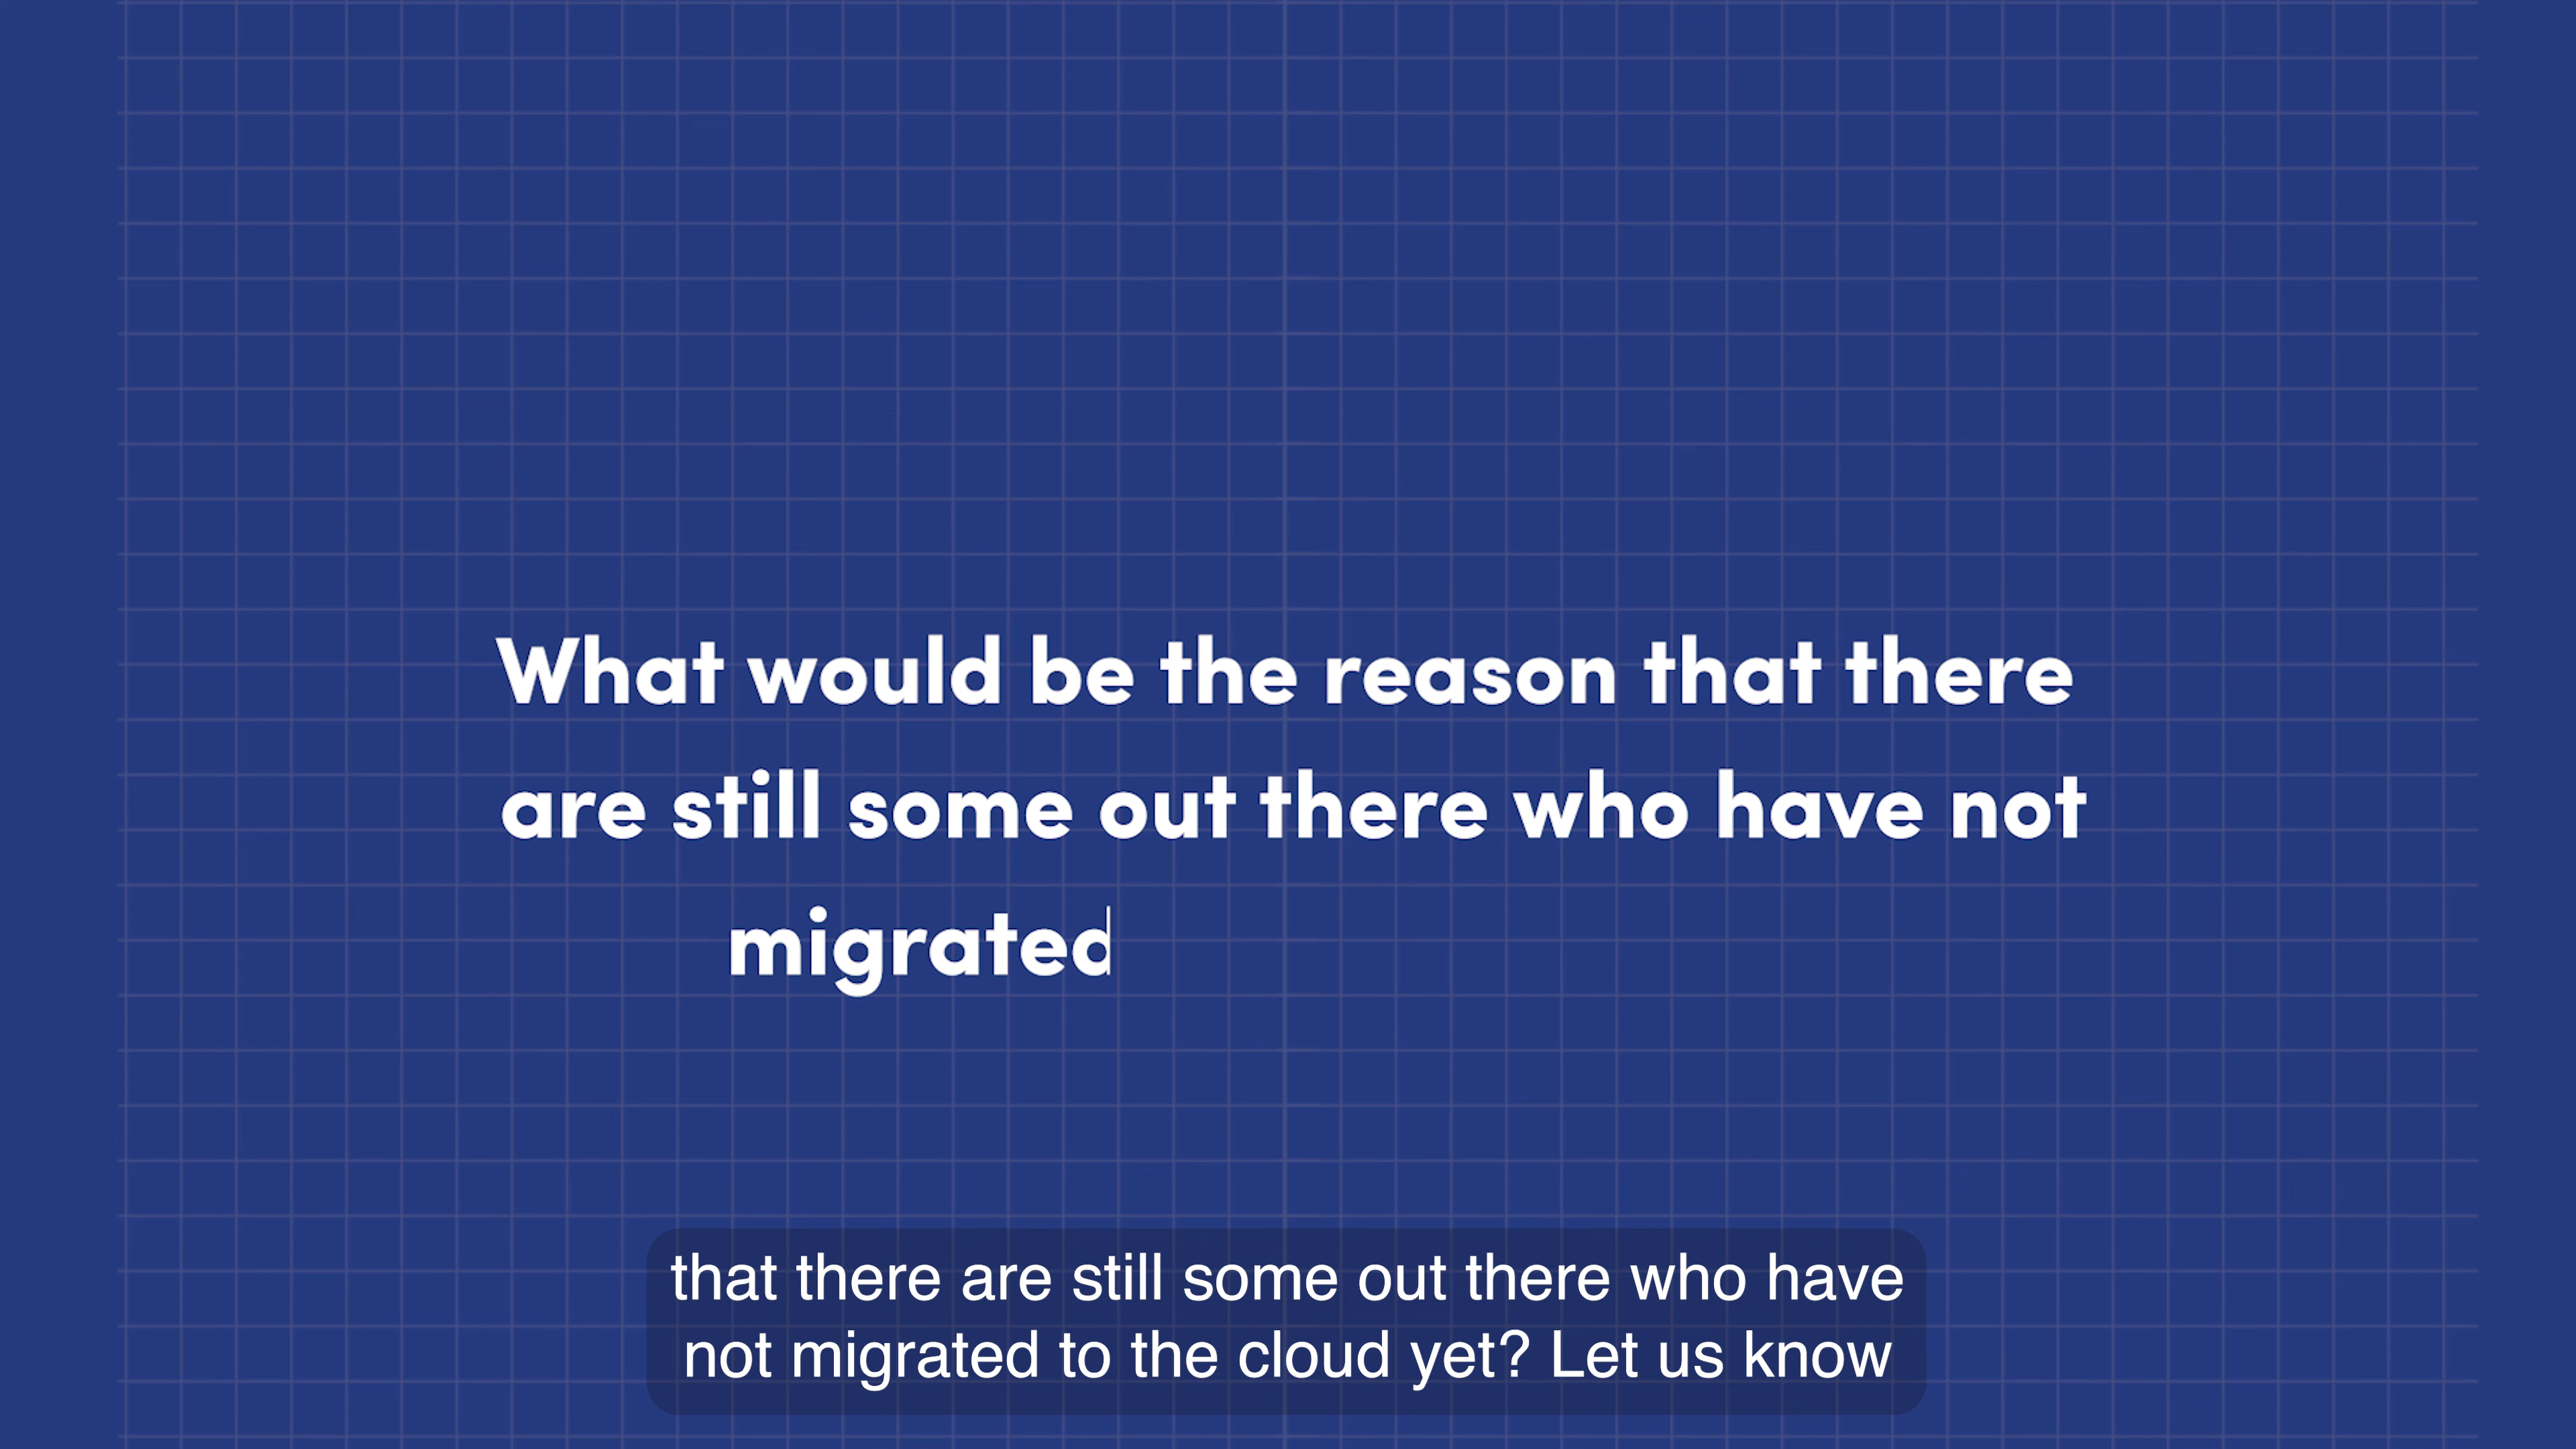 What would be the reason that there
are still some out there who have not
migrated
that there are still some out there who have
not migrated to the cloud yet? Let us know